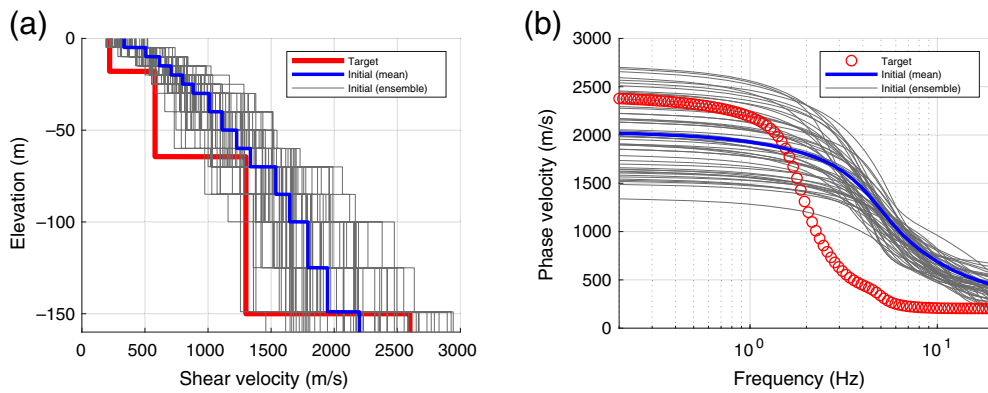 (a)
0
−50
−100
−150
Elevation (m)
0
500
1000
1500
2000
2500
3000
Shear velocity (m/s)
Target
Initial (mean)
Initial (ensemble)
(b)
3000
2500
2000
1500
1000
500
0
Phase velocity (m/s)
10^0
10^1
Frequency (Hz)
Target
Initial (mean)
Initial (ensemble)